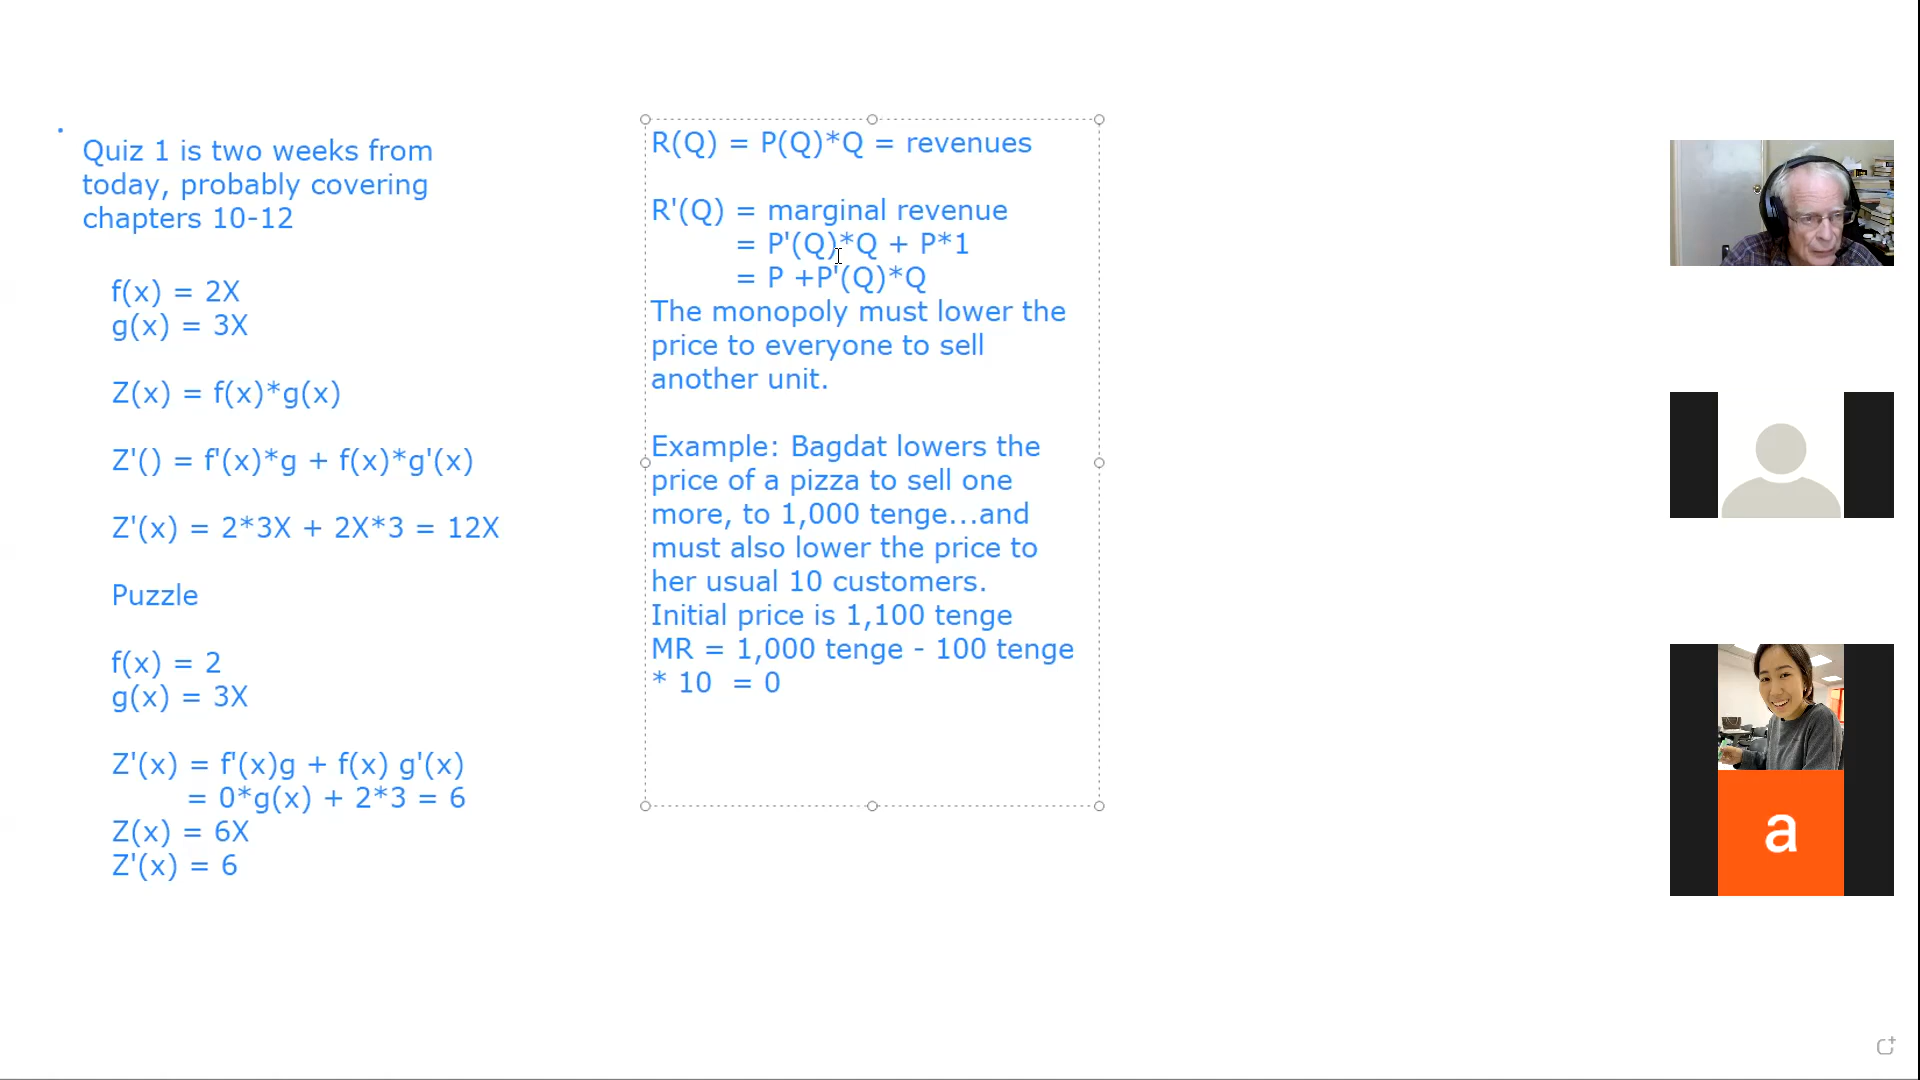 Quiz 1 is two weeks from
today, probably covering
chapters 10-12
f(x) = 2X
g(x) = 3X
Z(x) = f(x)*g(x)
Z'() = f'(x)*g + f(x)*g'(x)
Z'(x) = 2*3X + 2X*3 = 12X
Puzzle
f(x) = 2
g(x) = 3X
Z'(x) = f'(x)g + f(x) g'(x)
= 0*g(x) + 2*3 = 6
Z(x) = 6X
Z'(x) = 6
R(Q) = P(Q)*Q = revenues
R'(Q) = marginal revenue
= P'(Q)*Q + P*1
= P +P'(Q)*Q
The monopoly must lower the
price to everyone to sell
another unit.
Example: Bagdat lowers the
price of a pizza to sell one
more, to 1,000 tenge...and
must also lower the price to
her usual 10 customers.
Initial price is 1,100 tenge
MR = 1,000 tenge - 100 tenge
* 10  = 0
a